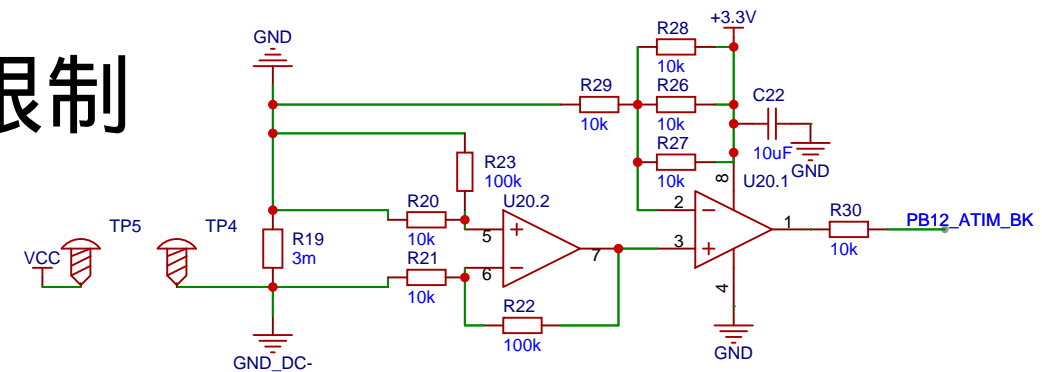 限制
GND
+3.3V
R28
10k
R29
10k
R26
10k
C22
10uF
GND
R27
10k
R23
100k
U20.2
8
U20.1
R20
10k
5
6
7
2
3
1
4
TP5
TP4
VCC
R19
3m
R21
10k
R22
100k
R30
10k
PB12_ATIM_BK
GND_DC-
GND